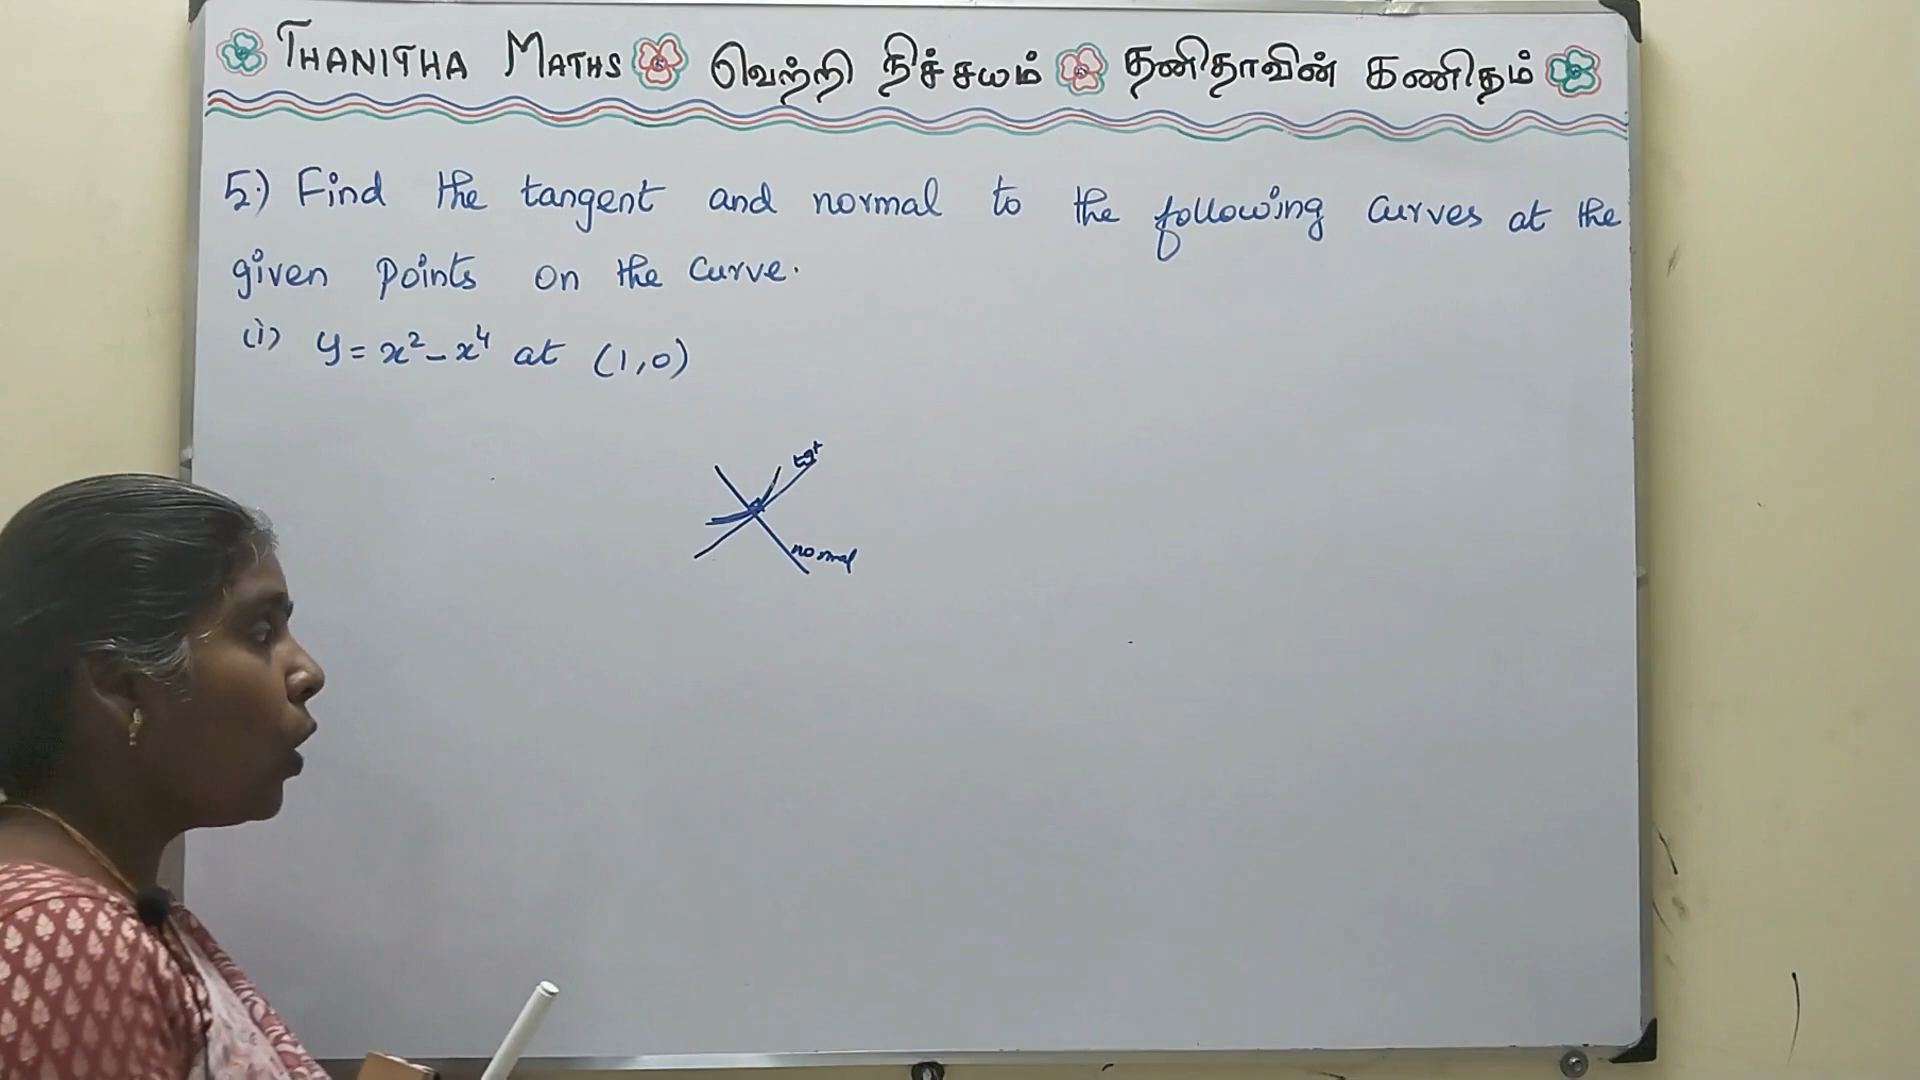 THANITHA MATHS வெற்றி நிச்சயம் தனிதாவின் கணிதம்
5.) Find the tangent and normal to the following curves at the
given points on the curve.
(i) y = x² - x⁴ at (1,0)
tgt
normal